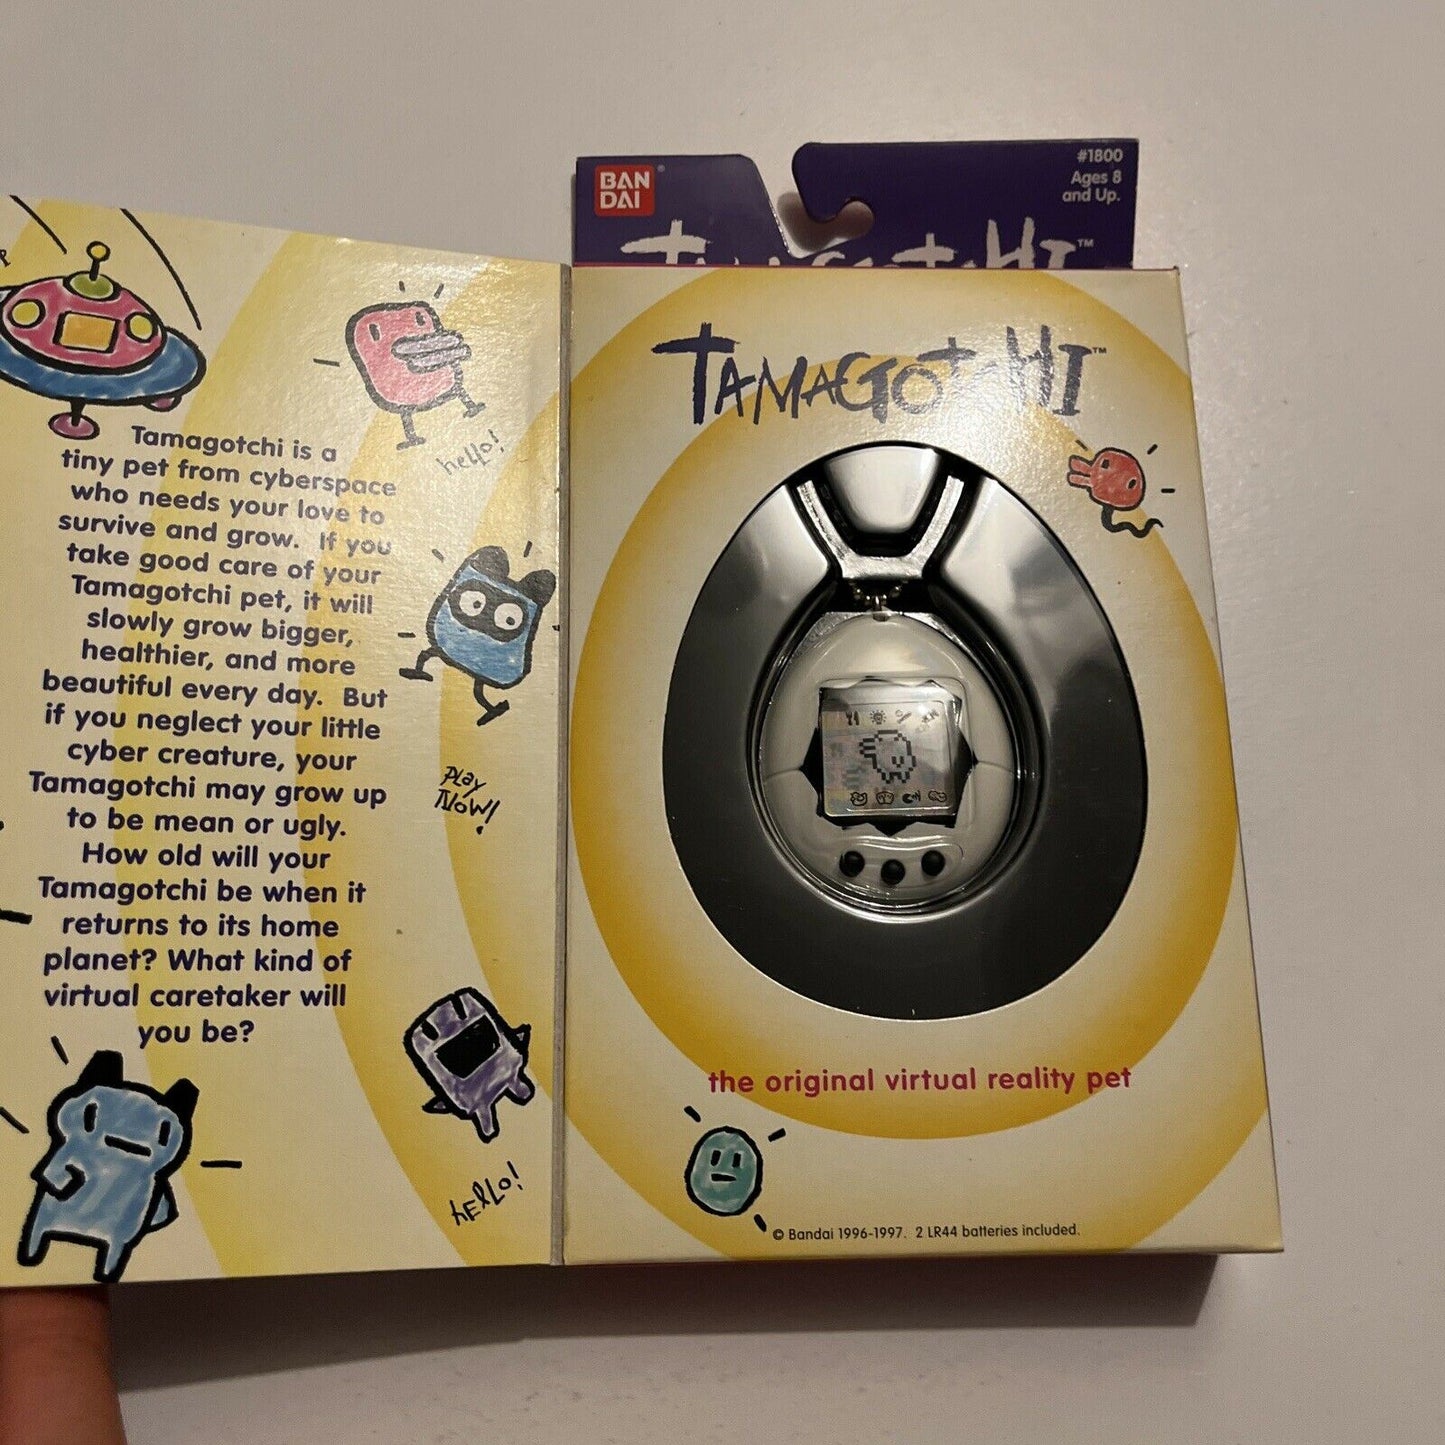 BAN
DAI
#1800
Ages 8
and Up.
TAMAGOTCHI™
TAMAGOTCHI™
Tamagotchi is a
tiny pet from cyberspace
who needs your love to
survive and grow. If you
take good care of your
Tamagotchi pet, it will
slowly grow bigger,
healthier, and more
beautiful every day. But
if you neglect your little
cyber creature, your
Tamagotchi may grow up
to be mean or ugly.
How old will your
Tamagotchi be when it
returns to its home
planet? What kind of
virtual caretaker will
you be?
hello!
Play
Now!
hello!
the original virtual reality pet
© Bandai 1996-1997. 2 LR44 batteries included.